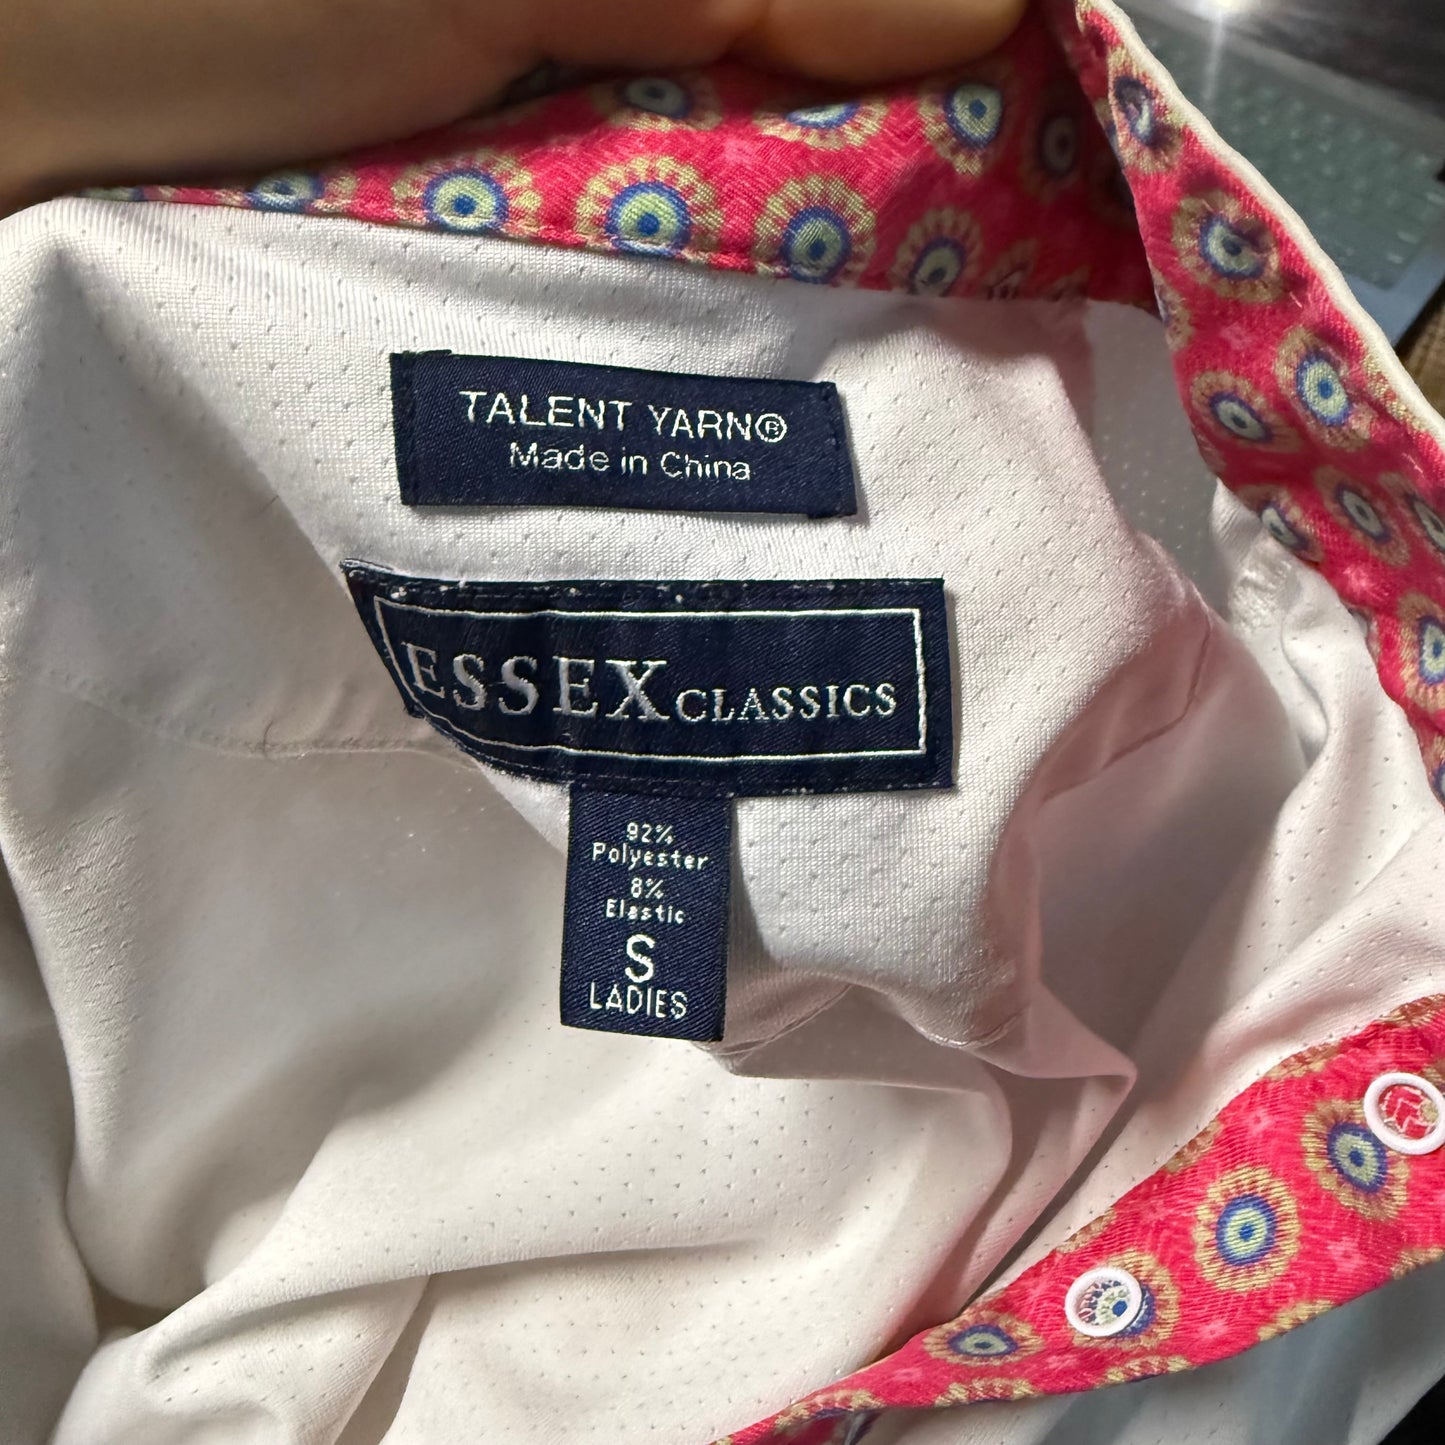 TALENT YARN®
Made in China
ESSEX CLASSICS
92%
Polyester
8%
Elastic
S
LADIES